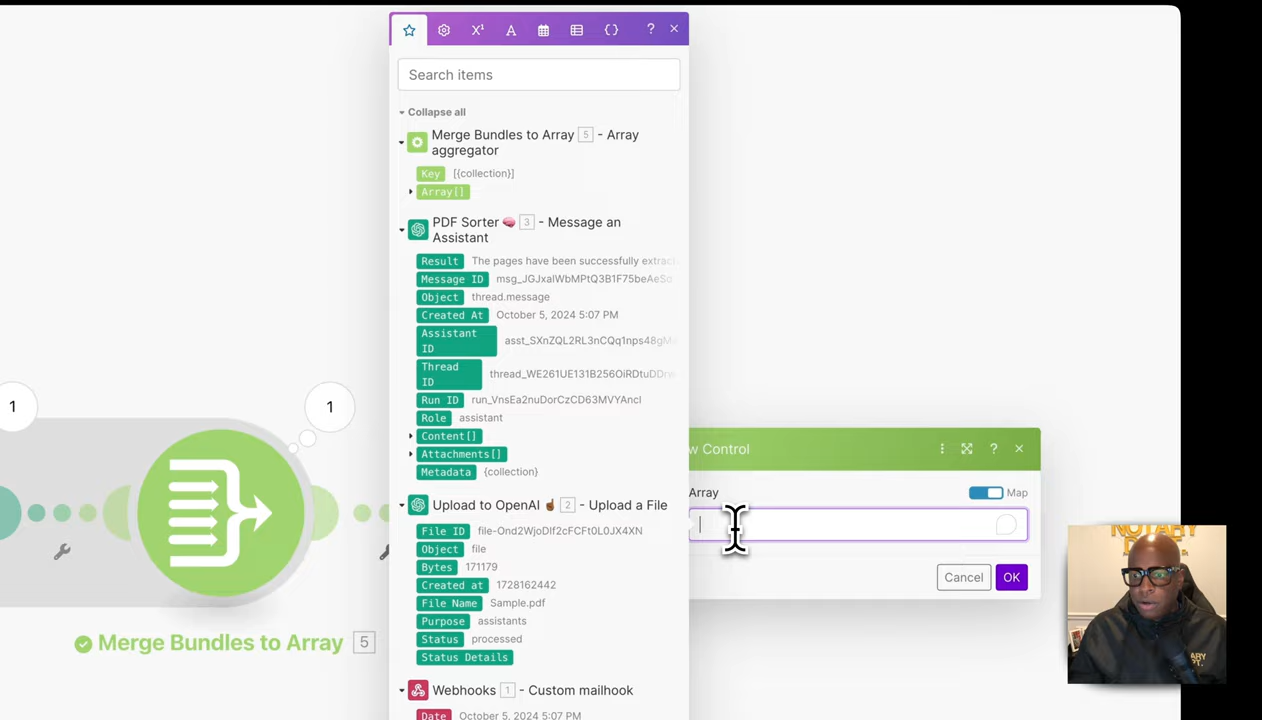 ?
Search items
Collapse all
Merge Bundles to Array 5 - Array
aggregator
Key [{collection}]
Array[]
PDF Sorter 🧠 3 - Message an
Assistant
Result The pages have been successfully extrac
Message ID
Object thread.message
Created At October 5, 2024 5:07 PM
Assistant
ID
Thread
ID
Run ID run_VnsEa2nuDorCzCD63MVYAncI
Role assistant
Content[]
Attachments[]
Metadata {collection}
Upload to OpenAI ☝🏾 2 - Upload a File
File ID file-Ond2WjoDIf2cFCFt0L0JX4XN
Object file
Bytes 171179
Created at 1728162442
File Name Sample.pdf
Purpose assistants
Status processed
Status Details
Webhooks 1 - Custom mailhook
Date October 5, 2024 5:07 PM
1
1
Merge Bundles to Array 5
w Control ?
Array Map
Cancel OK
NOTARY